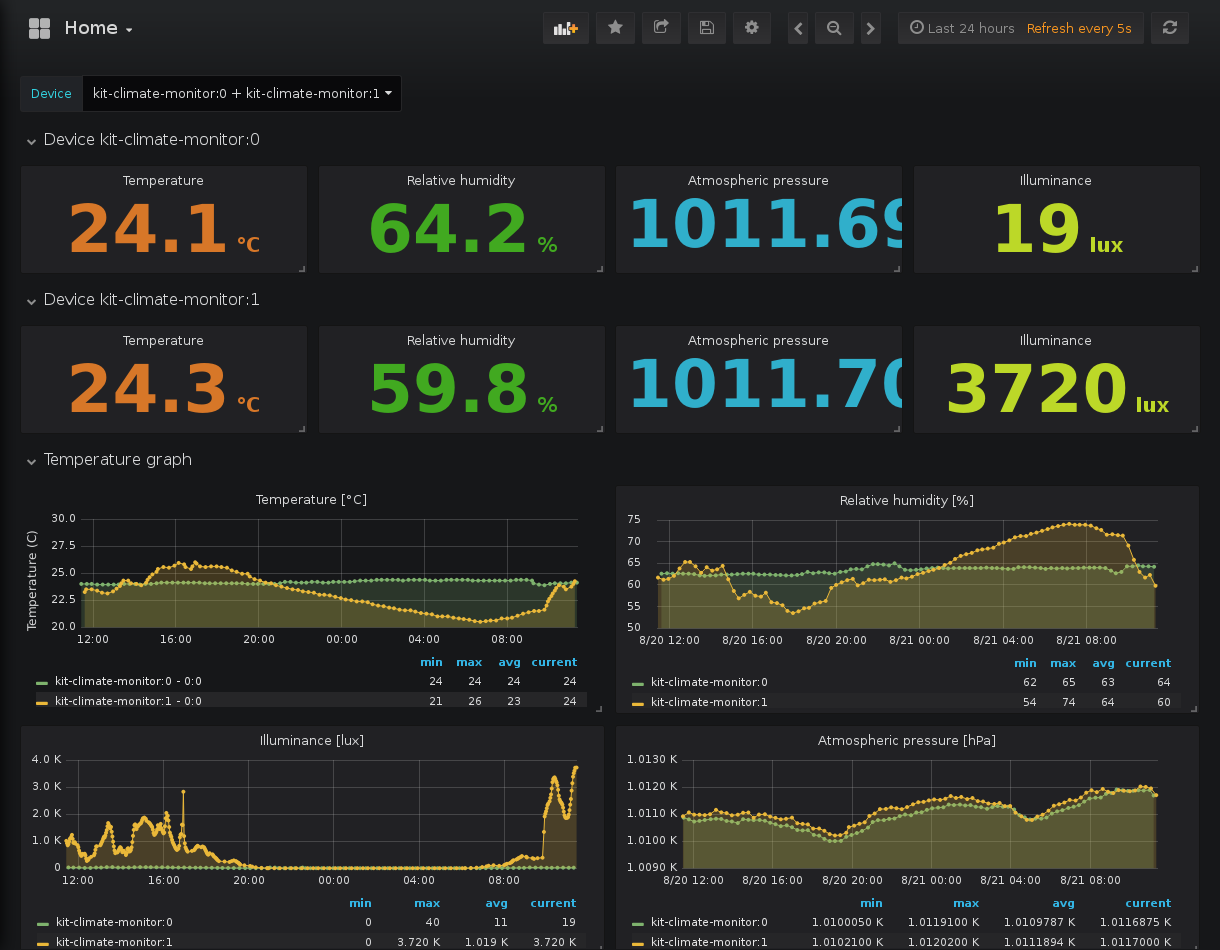 Home
Last 24 hours Refresh every 5s
Device kit-climate-monitor:0 + kit-climate-monitor:1
Device kit-climate-monitor:0
Temperature Relative humidity Atmospheric pressure Illuminance
24.1 °C 64.2 % 1011.69 19 lux
Device kit-climate-monitor:1
Temperature Relative humidity Atmospheric pressure Illuminance
24.3 °C 59.8 % 1011.70 3720 lux
Temperature graph
Temperature [°C]
Temperature (C)
30.0
27.5
25.0
22.5
20.0
12:00 16:00 20:00 00:00 04:00 08:00
min max avg current
kit-climate-monitor:0 - 0:0 24 24 24 24
kit-climate-monitor:1 - 0:0 21 26 23 24
Relative humidity [%]
75
70
65
60
55
50
8/20 12:00 8/20 16:00 8/20 20:00 8/21 00:00 8/21 04:00 8/21 08:00
min max avg current
kit-climate-monitor:0 62 65 63 64
kit-climate-monitor:1 54 74 64 60
Illuminance [lux]
4.0 K
3.0 K
2.0 K
1.0 K
0
12:00 16:00 20:00 00:00 04:00 08:00
min max avg current
kit-climate-monitor:0 0 40 11 19
kit-climate-monitor:1 0 3.720 K 1.019 K 3.720 K
Atmospheric pressure [hPa]
1.0130 K
1.0120 K
1.0110 K
1.0100 K
1.0090 K
8/20 12:00 8/20 16:00 8/20 20:00 8/21 00:00 8/21 04:00 8/21 08:00
min max avg current
kit-climate-monitor:0 1.0100050 K 1.0119100 K 1.0109787 K 1.0116875 K
kit-climate-monitor:1 1.0102100 K 1.0120200 K 1.0111894 K 1.0117000 K